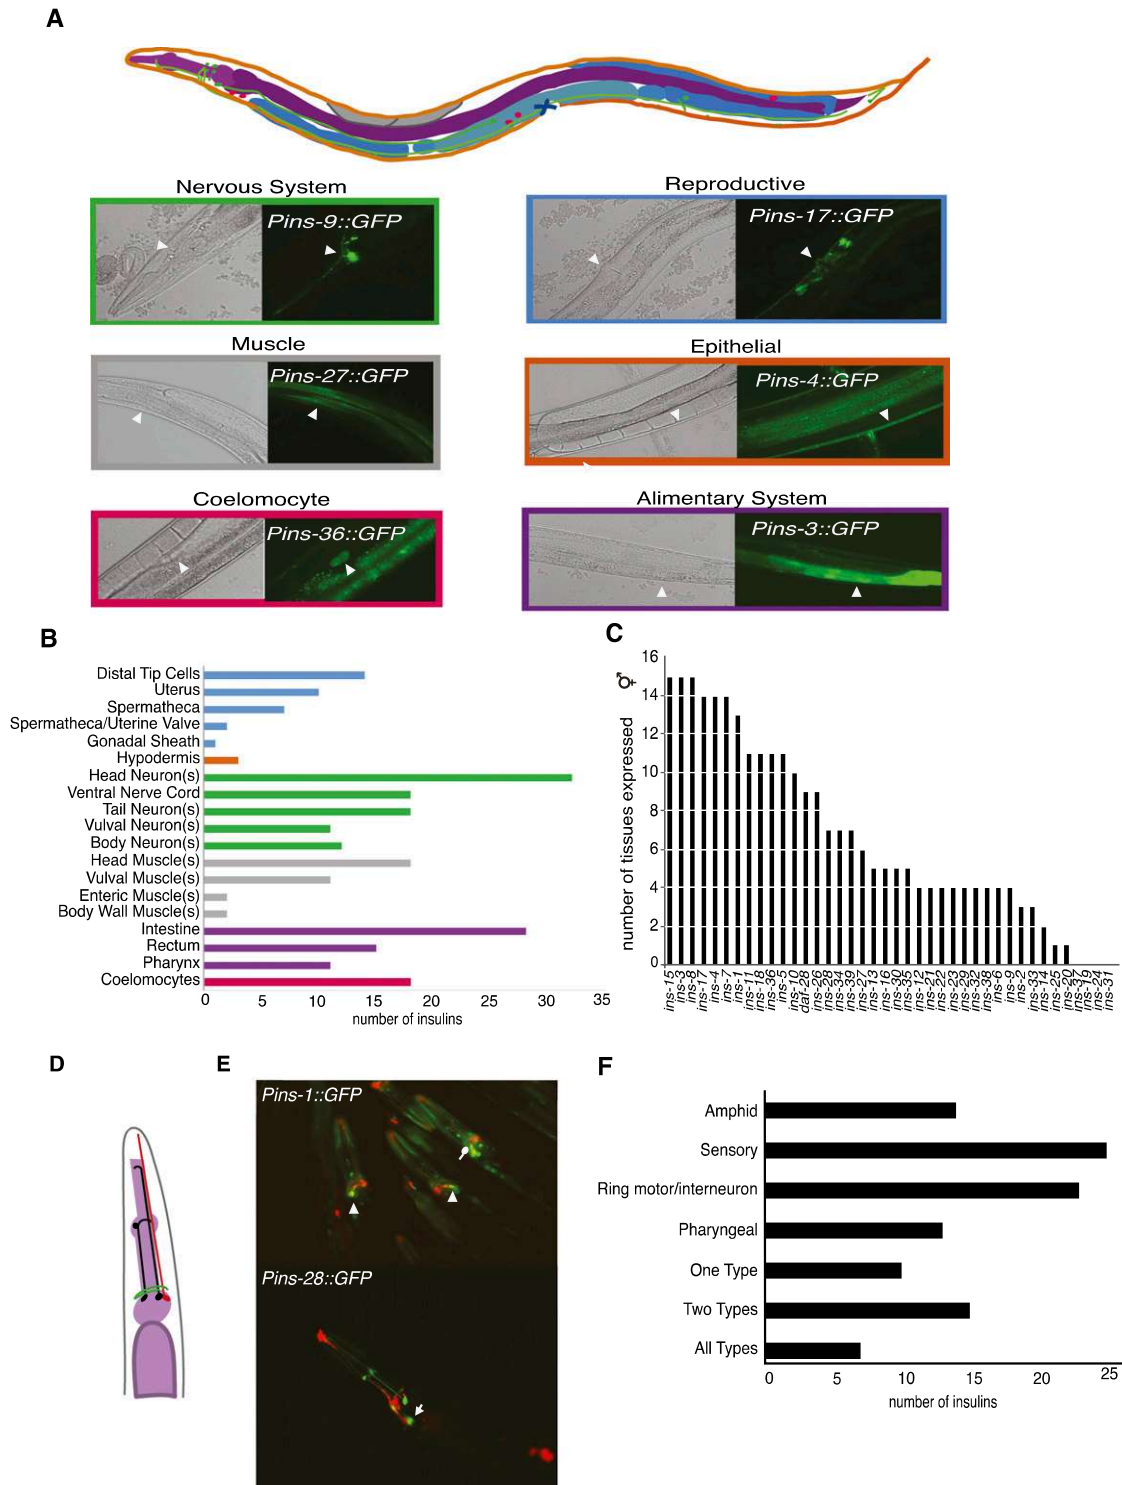 A
Nervous System
Pins-9::GFP
Reproductive
Pins-17::GFP
Muscle
Pins-27::GFP
Epithelial
Pins-4::GFP
Coelomocyte
Pins-36::GFP
Alimentary System
Pins-3::GFP
B
Distal Tip Cells
Uterus
Spermatheca
Spermatheca/Uterine Valve
Gonadal Sheath
Hypodermis
Head Neuron(s)
Ventral Nerve Cord
Tail Neuron(s)
Vulval Neuron(s)
Body Neuron(s)
Head Muscle(s)
Vulval Muscle(s)
Enteric Muscle(s)
Body Wall Muscle(s)
Intestine
Rectum
Pharynx
Coelomocytes
0 5 10 15 20 25 30 35
number of insulins
C
number of tissues expressed
16
14
12
10
8
6
4
2
0
ins-15
ins-3
ins-8
ins-17
ins-4
ins-7
ins-1
ins-11
ins-18
ins-36
ins-5
ins-10
daf-28
ins-26
ins-28
ins-34
ins-39
ins-27
ins-13
ins-16
ins-30
ins-35
ins-12
ins-21
ins-22
ins-23
ins-29
ins-32
ins-38
ins-6
ins-9
ins-2
ins-33
ins-14
ins-25
ins-20
ins-37
ins-19
ins-24
ins-31
D
E
Pins-1::GFP
Pins-28::GFP
F
Amphid
Sensory
Ring motor/interneuron
Pharyngeal
One Type
Two Types
All Types
0 5 10 15 20 25
number of insulins